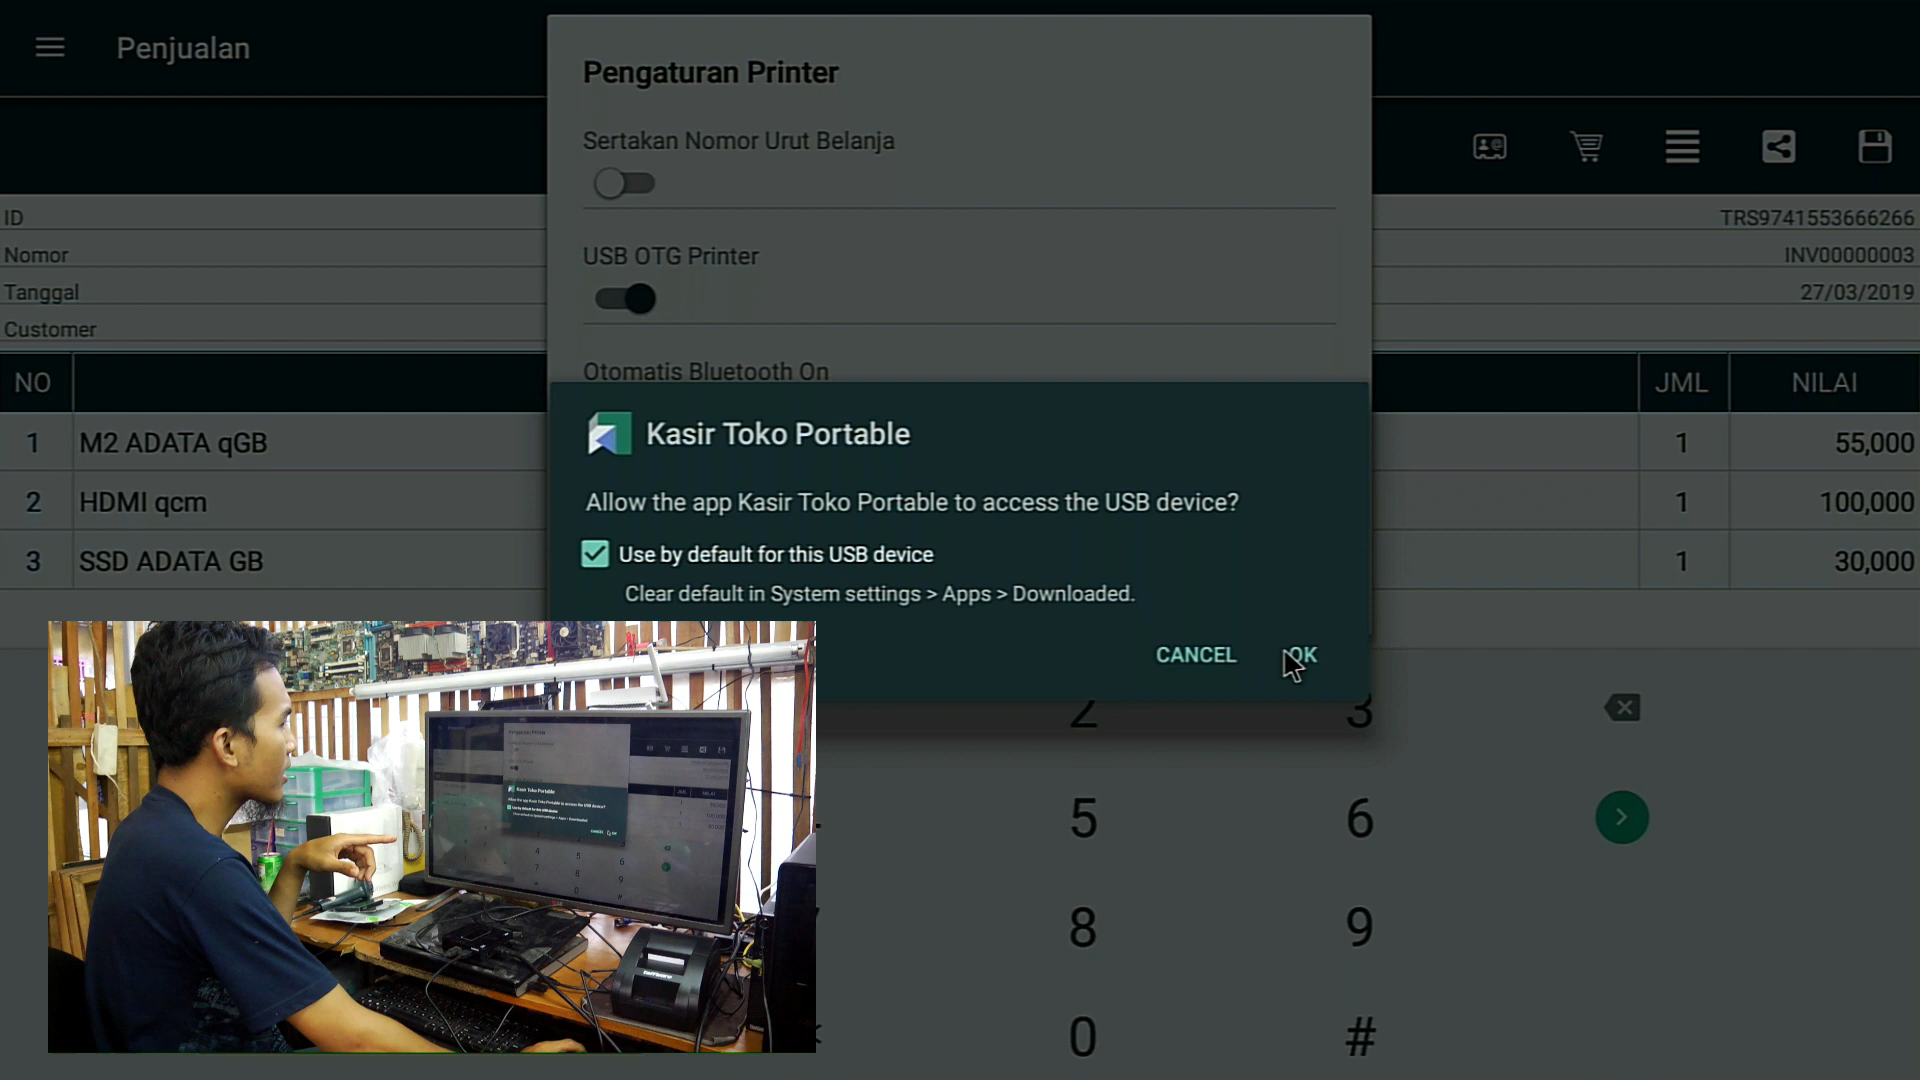 Penjualan
Pengaturan Printer
Sertakan Nomor Urut Belanja
ID
TRS9741553666266
Nomor
USB OTG Printer
INV00000003
Tanggal
27/03/2019
Customer
Otomatis Bluetooth On
NO
JML
NILAI
1
M2 ADATA qGB
1
55,000
2
HDMI qcm
1
100,000
3
SSD ADATA GB
1
30,000
Kasir Toko Portable
Allow the app Kasir Toko Portable to access the USB device?
Use by default for this USB device
Clear default in System settings > Apps > Downloaded.
CANCEL
OK
2
3
5
6
8
9
0
#